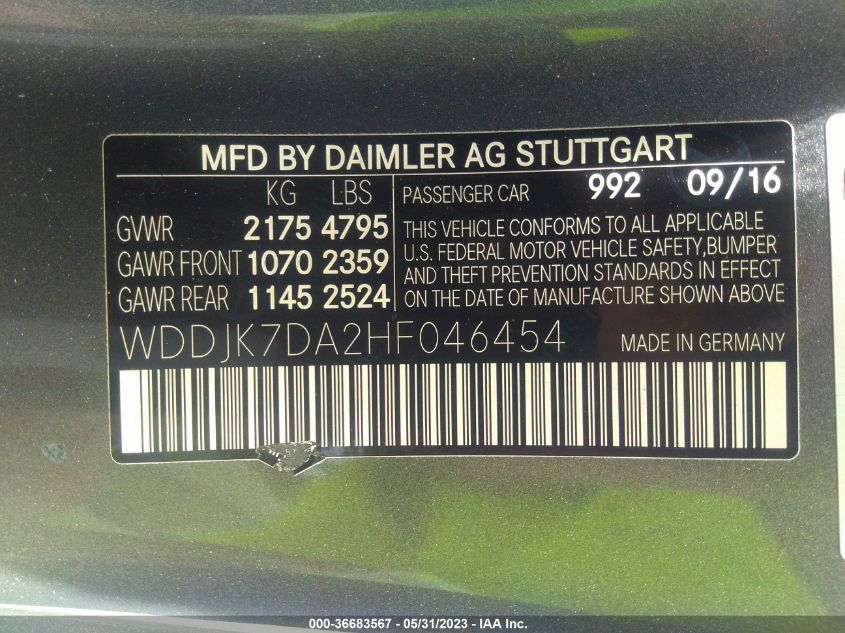 MFD BY DAIMLER AG STUTTGART
KG LBS
GVWR 2175 4795
GAWR FRONT 1070 2359
GAWR REAR 1145 2524
PASSENGER CAR 992 09/16
THIS VEHICLE CONFORMS TO ALL APPLICABLE
U.S. FEDERAL MOTOR VEHICLE SAFETY,BUMPER
AND THEFT PREVENTION STANDARDS IN EFFECT
ON THE DATE OF MANUFACTURE SHOWN ABOVE
WDDJK7DA2HF046454 MADE IN GERMANY
000-36683567 / 05/31/2023 - IAA Inc.